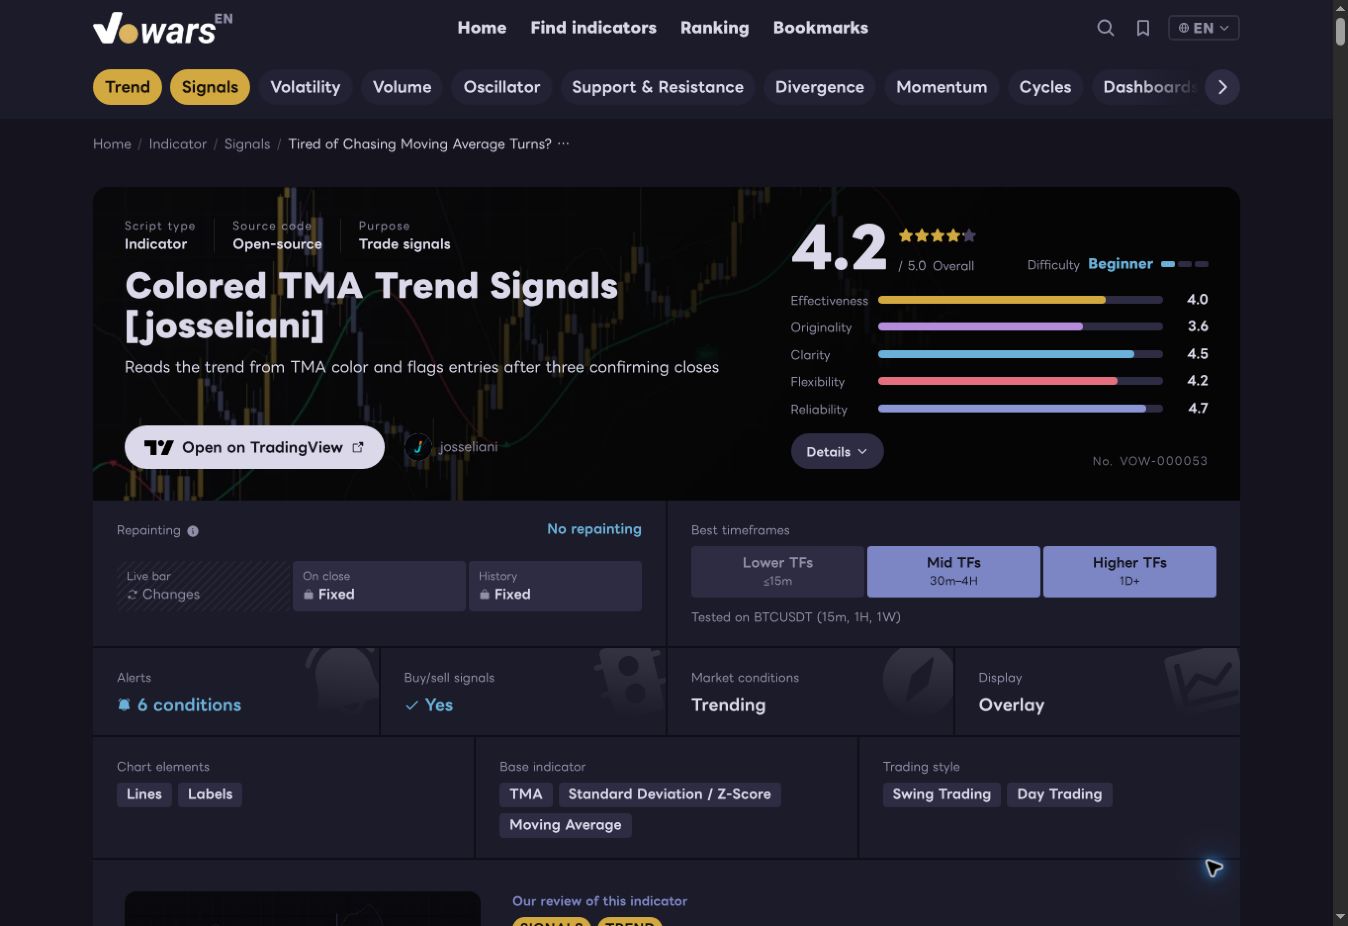 Vowars EN
Home Find indicators Ranking Bookmarks
EN
Trend Signals Volatility Volume Oscillator Support & Resistance Divergence Momentum Cycles Dashboards
Home / Indicator / Signals / Tired of Chasing Moving Average Turns? ⋯
Script type
Indicator
Source code
Open-source
Purpose
Trade signals
Colored TMA Trend Signals
[josseliani]
Reads the trend from TMA color and flags entries after three confirming closes
Open on TradingView
josseliani
4.2
/ 5.0 Overall
Difficulty Beginner
Effectiveness 4.0
Originality 3.6
Clarity 4.5
Flexibility 4.2
Reliability 4.7
Details
No. VOW-000053
Repainting
No repainting
Live bar
Changes
On close
Fixed
History
Fixed
Best timeframes
Lower TFs
≤15m
Mid TFs
30m–4H
Higher TFs
1D+
Tested on BTCUSDT (15m, 1H, 1W)
Alerts
6 conditions
Buy/sell signals
Yes
Market conditions
Trending
Display
Overlay
Chart elements
Lines Labels
Base indicator
TMA Standard Deviation / Z-Score
Moving Average
Trading style
Swing Trading Day Trading
Our review of this indicator
SIGNALS TREND